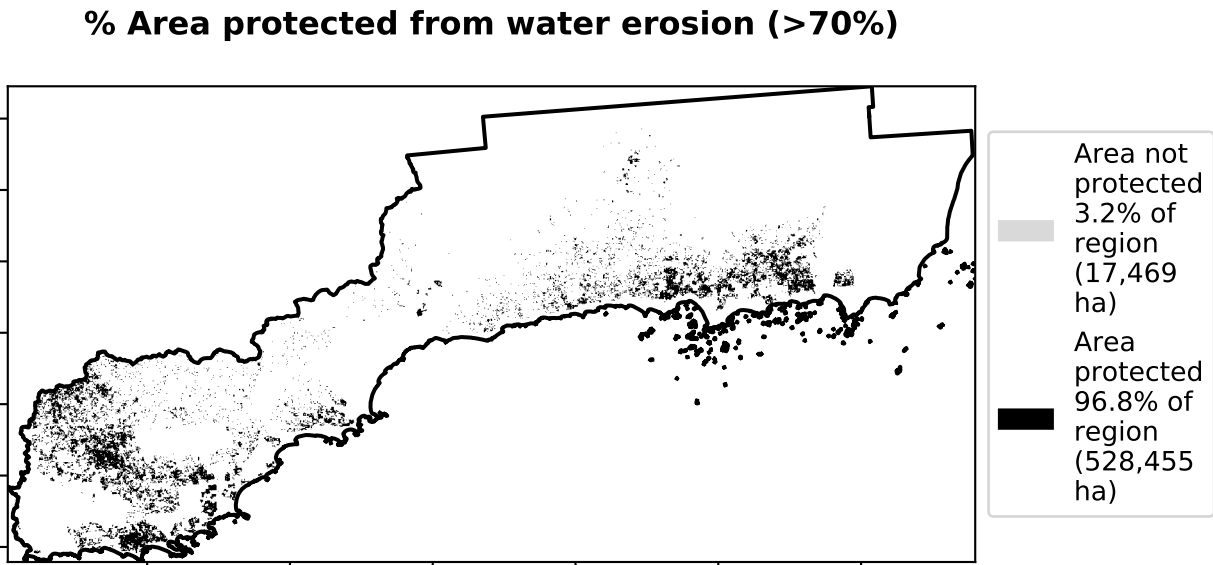 % Area protected from water erosion (>70%)
Area not
protected
3.2% of
region
(17,469
ha)
Area
protected
96.8% of
region
(528,455
ha)